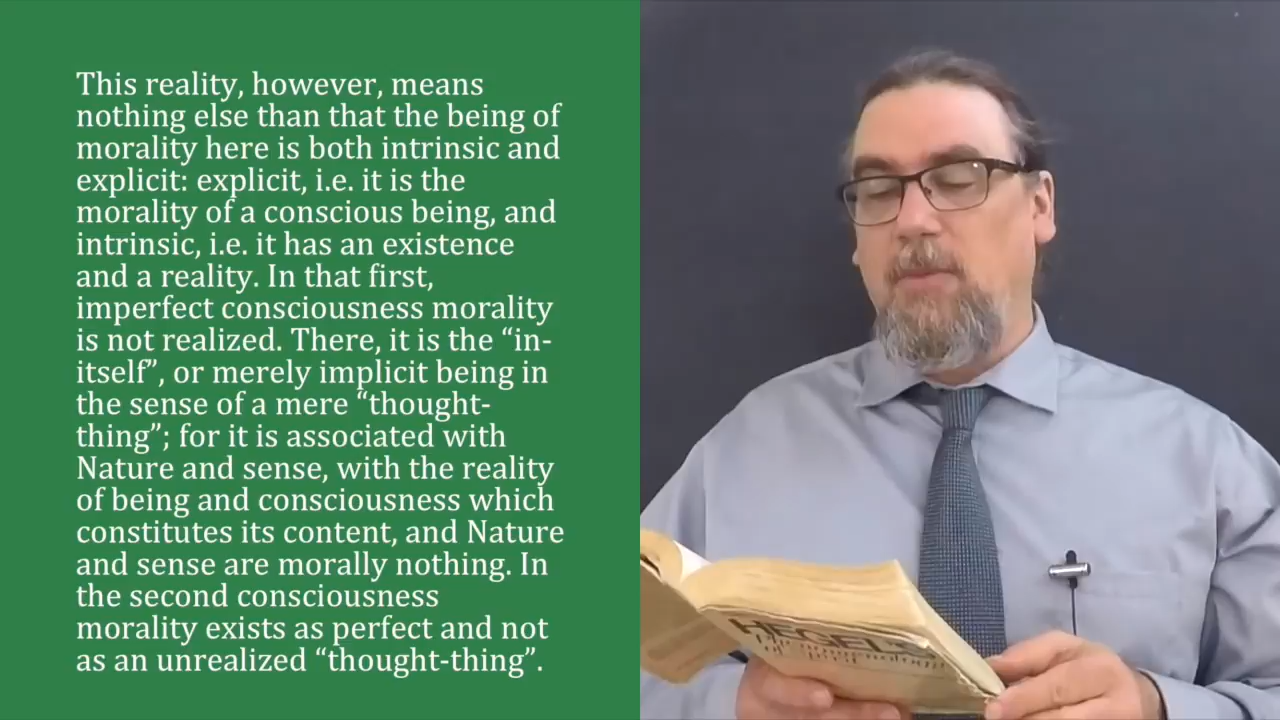 This reality, however, means
nothing else than that the being of
morality here is both intrinsic and
explicit: explicit, i.e. it is the
morality of a conscious being, and
intrinsic, i.e. it has an existence
and a reality. In that first,
imperfect consciousness morality
is not realized. There, it is the “in-
itself”, or merely implicit being in
the sense of a mere “thought-
thing”; for it is associated with
Nature and sense, with the reality
of being and consciousness which
constitutes its content, and Nature
and sense are morally nothing. In
the second consciousness
morality exists as perfect and not
as an unrealized “thought-thing”.
HEGEL'S
Phenomenology
of Spirit